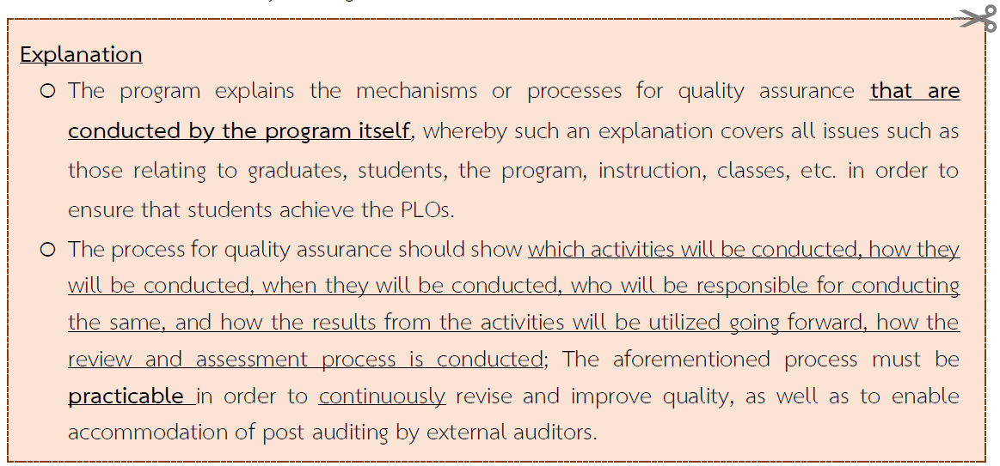 Explanation
O The program explains the mechanisms or processes for quality assurance that are
conducted by the program itself, whereby such an explanation covers all issues such as
those relating to graduates, students, the program, instruction, classes, etc. in order to
ensure that students achieve the PLOs.
O The process for quality assurance should show which activities will be conducted, how they
will be conducted, when they will be conducted, who will be responsible for conducting
the same, and how the results from the activities will be utilized going forward, how the
review and assessment process is conducted; The aforementioned process must be
practicable in order to continuously revise and improve quality, as well as to enable
accommodation of post auditing by external auditors.